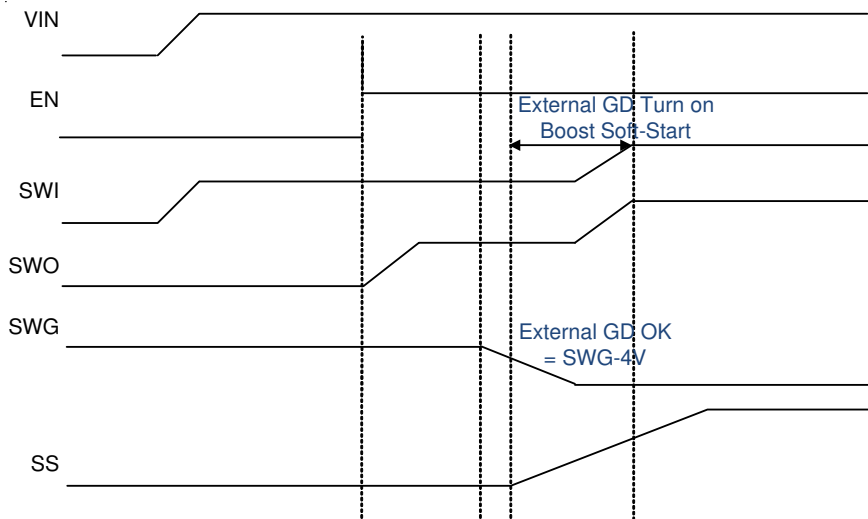 VIN
EN
External GD Turn on
Boost Soft-Start
SWI
SWO
SWG
External GD OK
= SWG-4V
SS